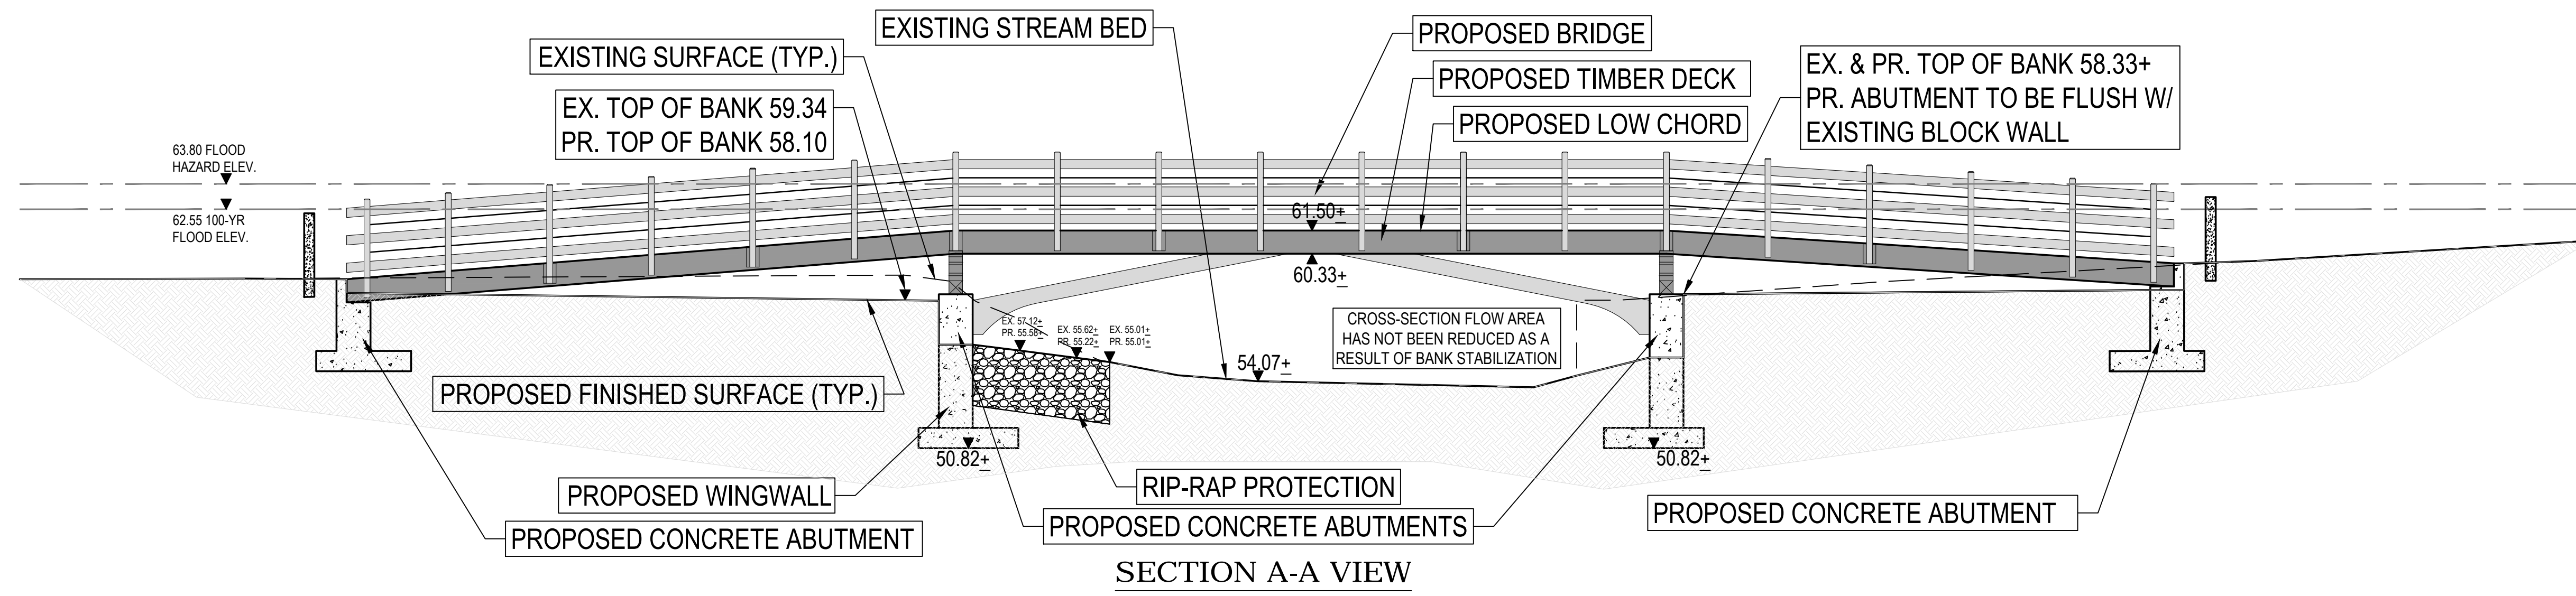 EXISTING STREAM BED
PROPOSED BRIDGE
EXISTING SURFACE (TYP.)
PROPOSED TIMBER DECK
EX. & PR. TOP OF BANK 58.33+
PR. ABUTMENT TO BE FLUSH W/
EXISTING BLOCK WALL
EX. TOP OF BANK 59.34
PR. TOP OF BANK 58.10
PROPOSED LOW CHORD
63.80 FLOOD
HAZARD ELEV.
62.55 100-YR
FLOOD ELEV.
61.50±
60.33±
EX. 57.12±
PR. 55.58±
EX. 55.62±
PR. 55.22±
EX. 55.01±
PR. 55.01±
CROSS-SECTION FLOW AREA
HAS NOT BEEN REDUCED AS A
RESULT OF BANK STABILIZATION
54.07±
PROPOSED FINISHED SURFACE (TYP.)
50.82±
50.82±
PROPOSED WINGWALL
RIP-RAP PROTECTION
PROPOSED CONCRETE ABUTMENT
PROPOSED CONCRETE ABUTMENTS
PROPOSED CONCRETE ABUTMENT
SECTION A-A VIEW